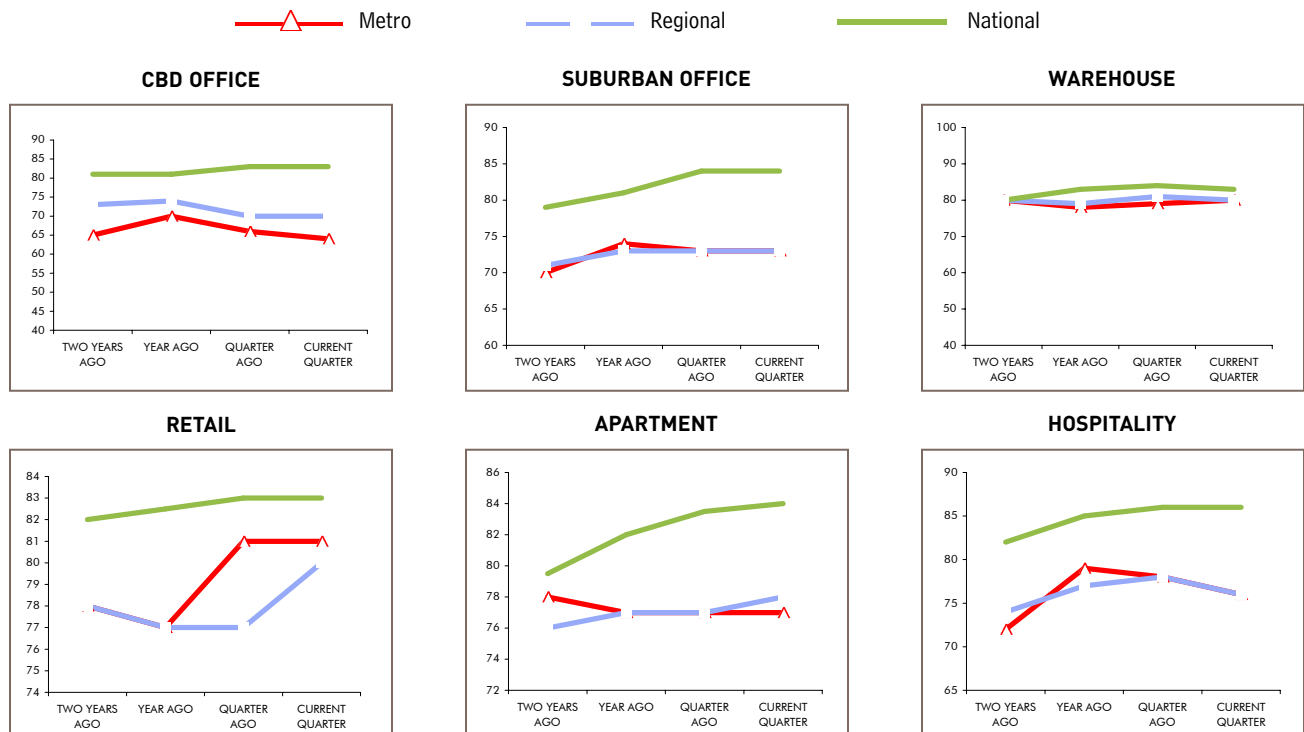 Metro Regional National
CBD OFFICE
90
85
80
75
70
65
60
55
50
45
40
TWO YEARS AGO
YEAR AGO
QUARTER AGO
CURRENT QUARTER
SUBURBAN OFFICE
90
85
80
75
70
65
60
TWO YEARS AGO
YEAR AGO
QUARTER AGO
CURRENT QUARTER
WAREHOUSE
100
90
80
70
60
50
40
TWO YEARS AGO
YEAR AGO
QUARTER AGO
CURRENT QUARTER
RETAIL
84
83
82
81
80
79
78
77
76
75
74
TWO YEARS AGO
YEAR AGO
QUARTER AGO
CURRENT QUARTER
APARTMENT
86
84
82
80
78
76
74
72
TWO YEARS AGO
YEAR AGO
QUARTER AGO
CURRENT QUARTER
HOSPITALITY
90
85
80
75
70
65
TWO YEARS AGO
YEAR AGO
QUARTER AGO
CURRENT QUARTER